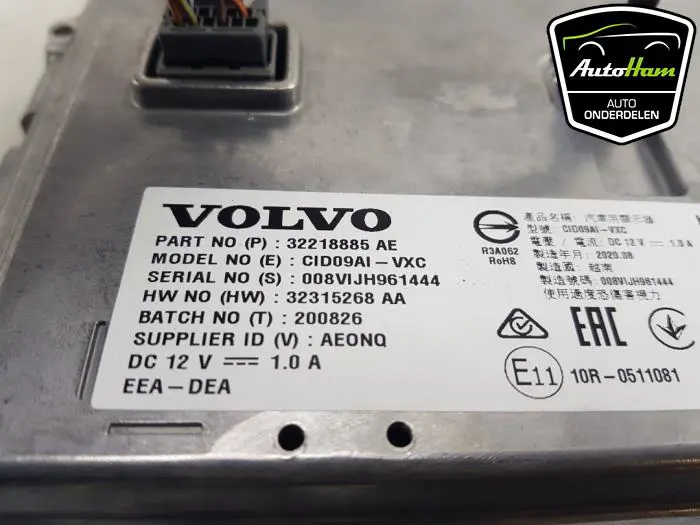 AutoHam
AUTO
ONDERDELEN
VOLVO
PART NO (P) : 32218885 AE
MODEL NO (E) : CID09AI-VXC
SERIAL NO (S) : 008VIJH961444
HW NO (HW) : 32315268 AA
BATCH NO (T) : 200826
SUPPLIER ID (V) : AEONQ
DC 12 V ⎓ 1.0 A
EEA-DEA
R3A062
RoHS
產品名稱: 汽車用顯示器
型號: CID09AI-VXC
電壓 / 電流: DC 12 V ⎓ 1.0 A
製造年月: 2020.08
製造國: 越南
製造號碼: 008VIJH961444
使用過度恐傷害視力
EAC
E11 10R-0511081